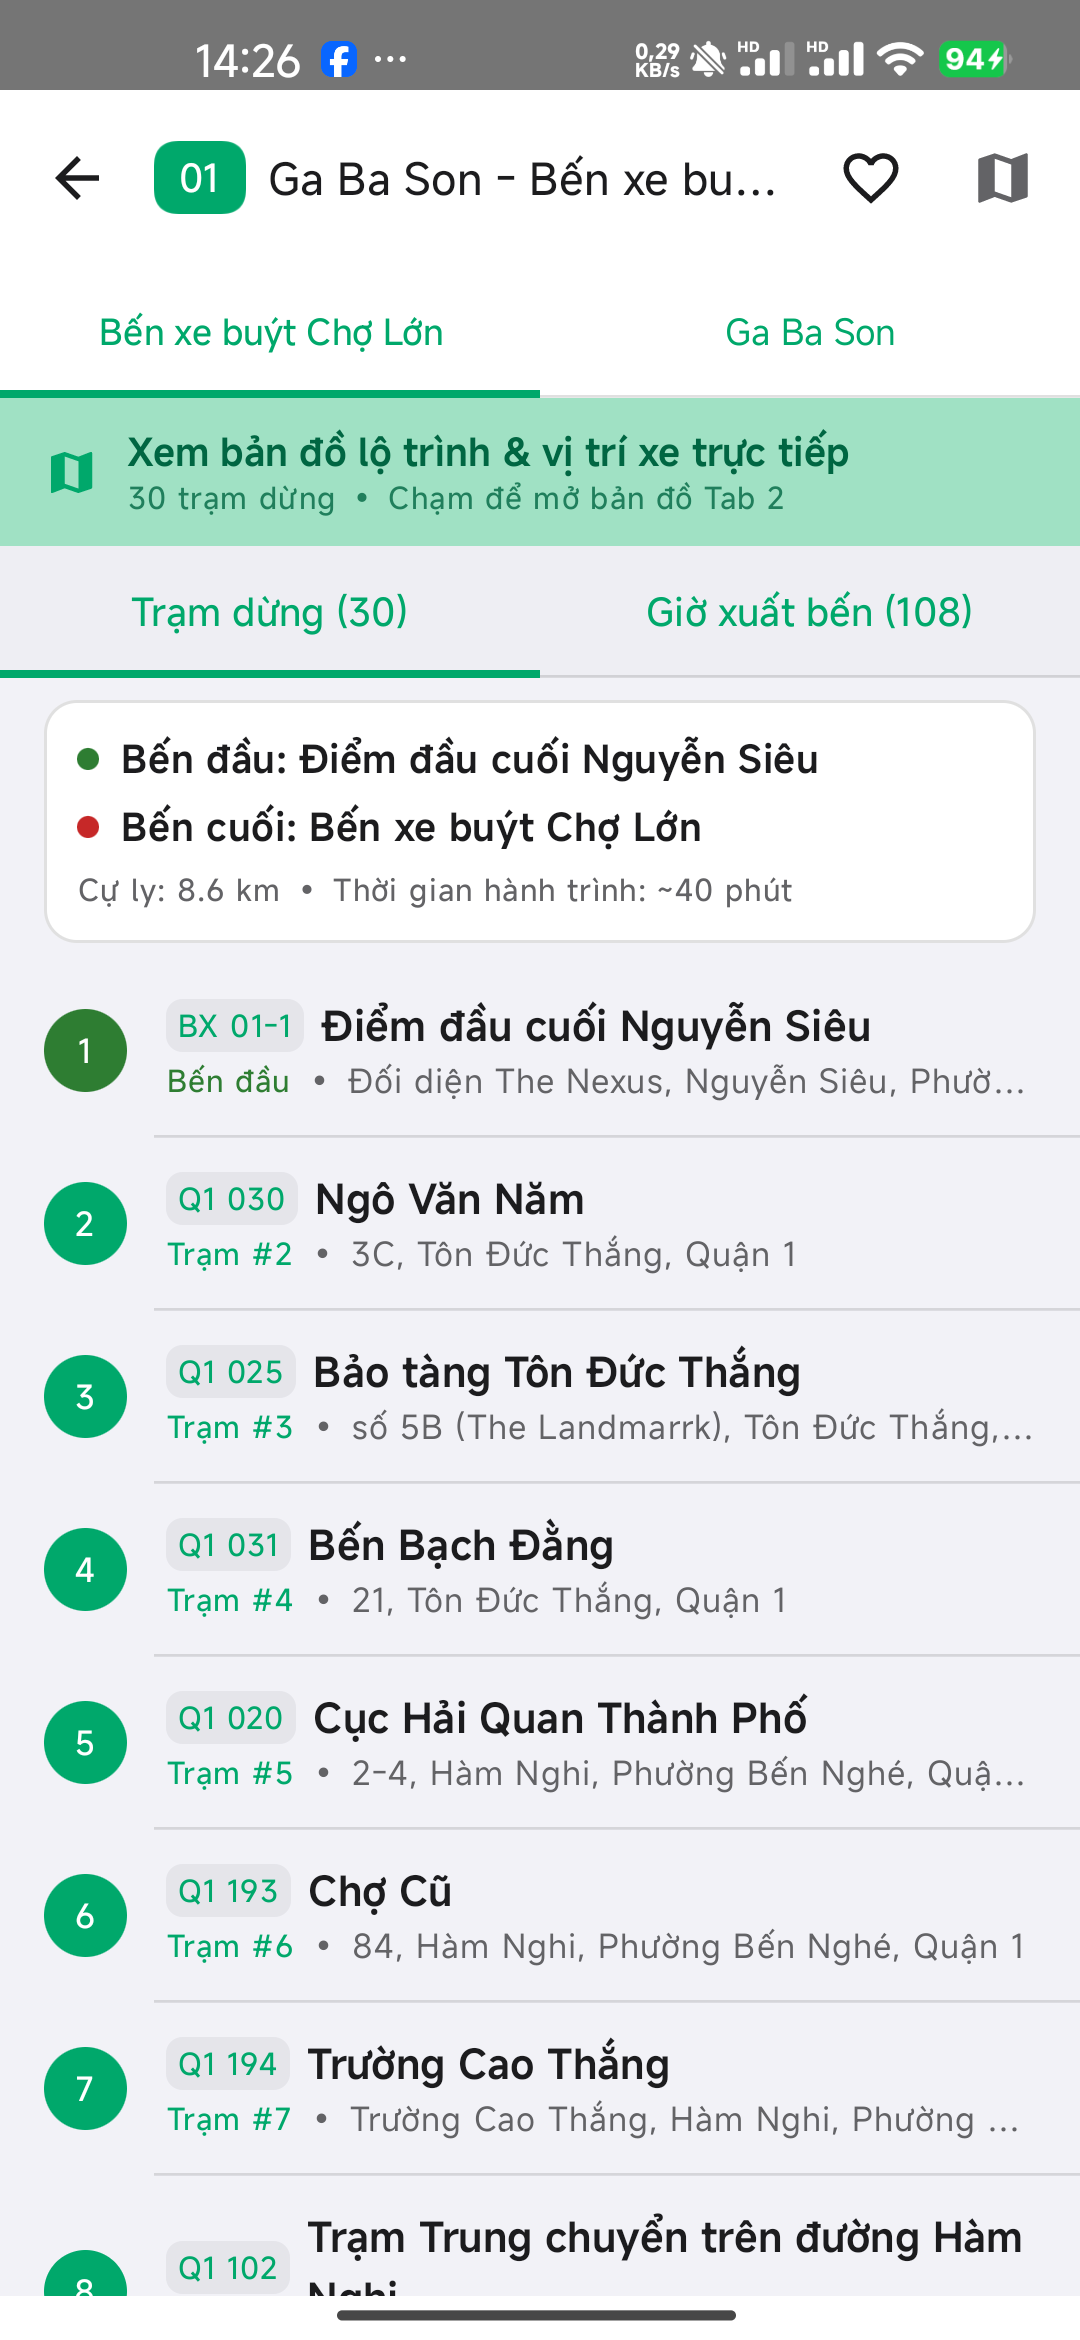 14:26
0,29 KB/s
HD HD
94
01 Ga Ba Son - Bến xe bu...
Bến xe buýt Chợ Lớn
Ga Ba Son
Xem bản đồ lộ trình & vị trí xe trực tiếp
30 trạm dừng • Chạm để mở bản đồ Tab 2
Trạm dừng (30)
Giờ xuất bến (108)
Bến đầu: Điểm đầu cuối Nguyễn Siêu
Bến cuối: Bến xe buýt Chợ Lớn
Cự ly: 8.6 km • Thời gian hành trình: ~40 phút
1
BX 01-1 Điểm đầu cuối Nguyễn Siêu
Bến đầu • Đối diện The Nexus, Nguyễn Siêu, Phườ...
2
Q1 030 Ngô Văn Năm
Trạm #2 • 3C, Tôn Đức Thắng, Quận 1
3
Q1 025 Bảo tàng Tôn Đức Thắng
Trạm #3 • số 5B (The Landmarrk), Tôn Đức Thắng,...
4
Q1 031 Bến Bạch Đằng
Trạm #4 • 21, Tôn Đức Thắng, Quận 1
5
Q1 020 Cục Hải Quan Thành Phố
Trạm #5 • 2-4, Hàm Nghi, Phường Bến Nghé, Quậ...
6
Q1 193 Chợ Cũ
Trạm #6 • 84, Hàm Nghi, Phường Bến Nghé, Quận 1
7
Q1 194 Trường Cao Thắng
Trạm #7 • Trường Cao Thắng, Hàm Nghi, Phường ...
8
Q1 102 Trạm Trung chuyển trên đường Hàm
Nghi